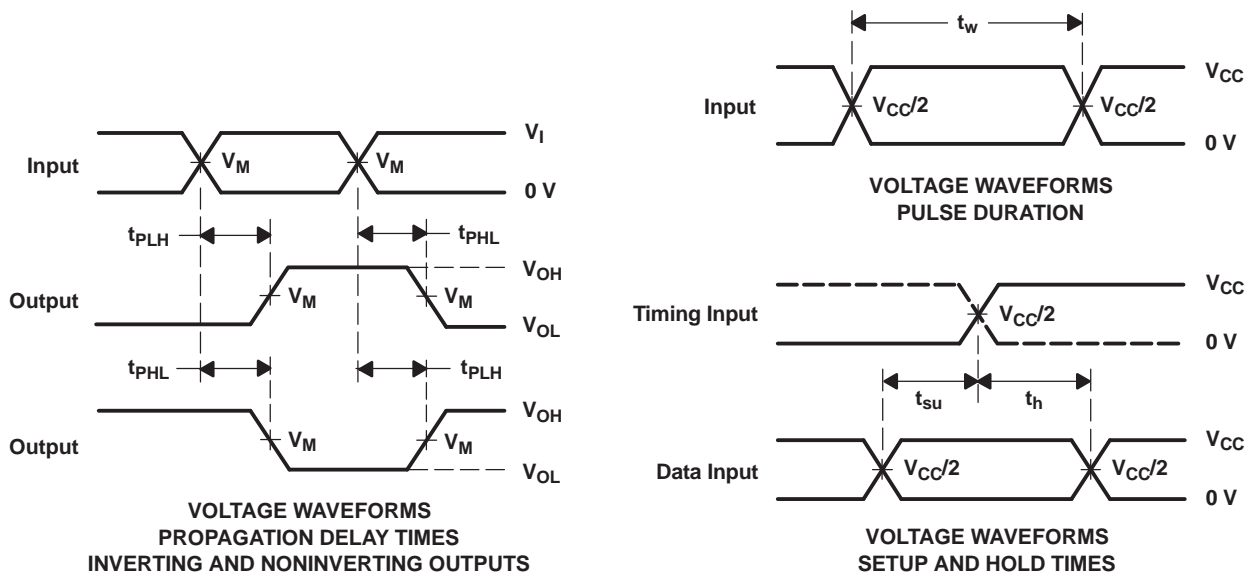 Input
V_M
V_M
V_I
0 V
t_PLH
t_PHL
Output
V_M
V_M
V_OH
V_OL
t_PHL
t_PLH
Output
V_M
V_M
V_OH
V_OL
VOLTAGE WAVEFORMS
PROPAGATION DELAY TIMES
INVERTING AND NONINVERTING OUTPUTS
t_w
Input
V_CC/2
V_CC/2
V_CC
0 V
VOLTAGE WAVEFORMS
PULSE DURATION
Timing Input
V_CC/2
V_CC
0 V
t_su
t_h
Data Input
V_CC/2
V_CC/2
V_CC
0 V
VOLTAGE WAVEFORMS
SETUP AND HOLD TIMES